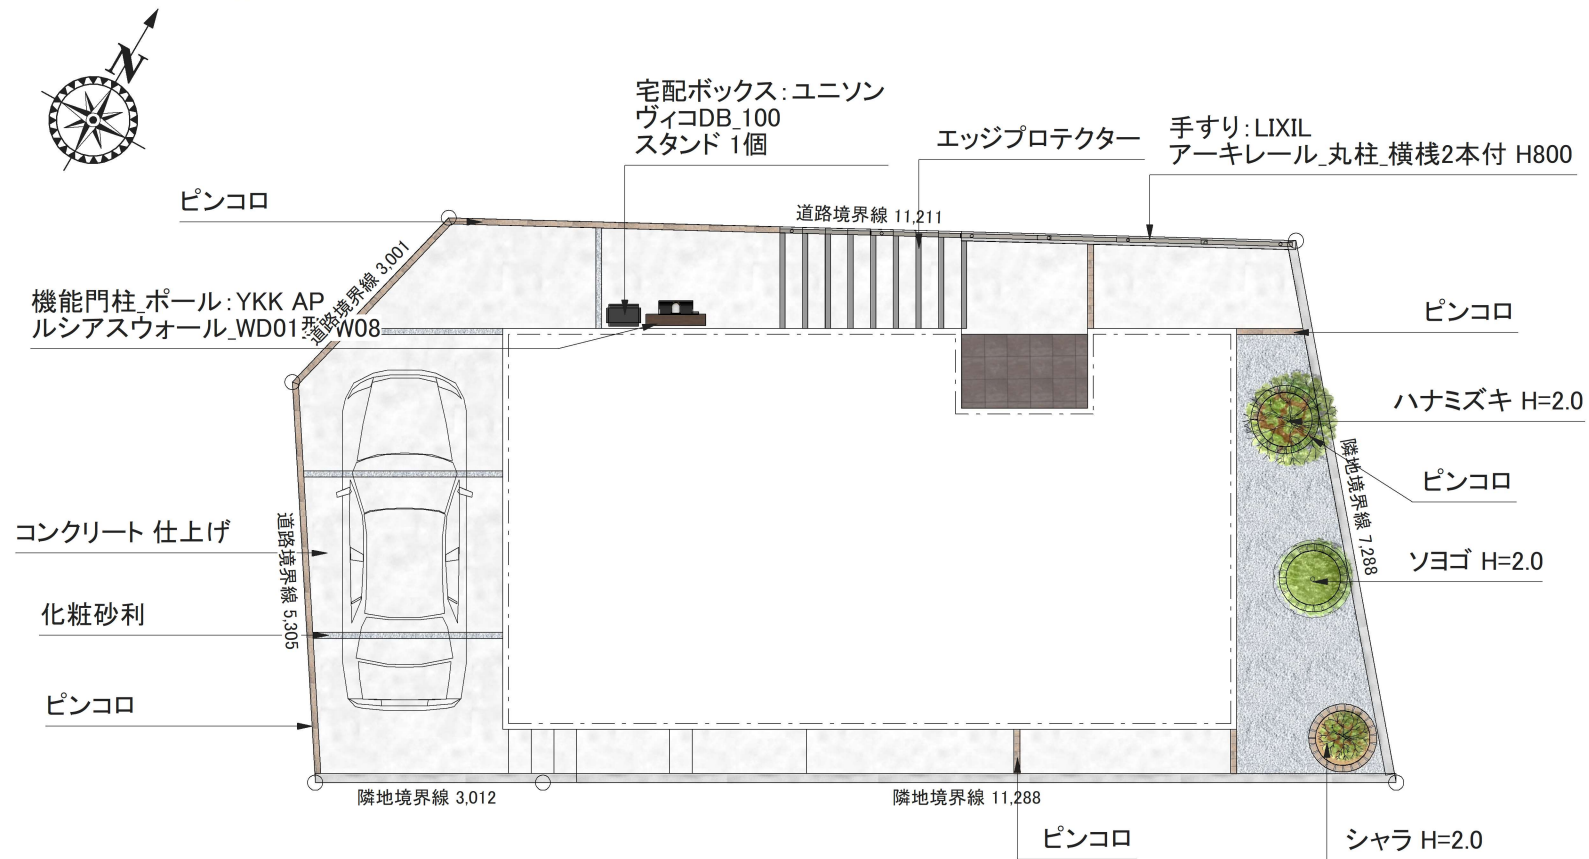 N
宅配ボックス:ユニソン
ヴィコDB_100
スタンド 1個
エッジプロテクター
手すり:LIXIL
アーキレール_丸柱_横桟2本付 H800
ピンコロ
道路境界線 11,211
道路境界線 3,001
機能門柱_ポール:YKK AP
ルシアスウォール_WD01型 W08
ピンコロ
ハナミズキ H=2.0
隣地境界線 7,288
ピンコロ
コンクリート 仕上げ
道路境界線 5,305
ソヨゴ H=2.0
化粧砂利
ピンコロ
隣地境界線 3,012
隣地境界線 11,288
ピンコロ
シャラ H=2.0